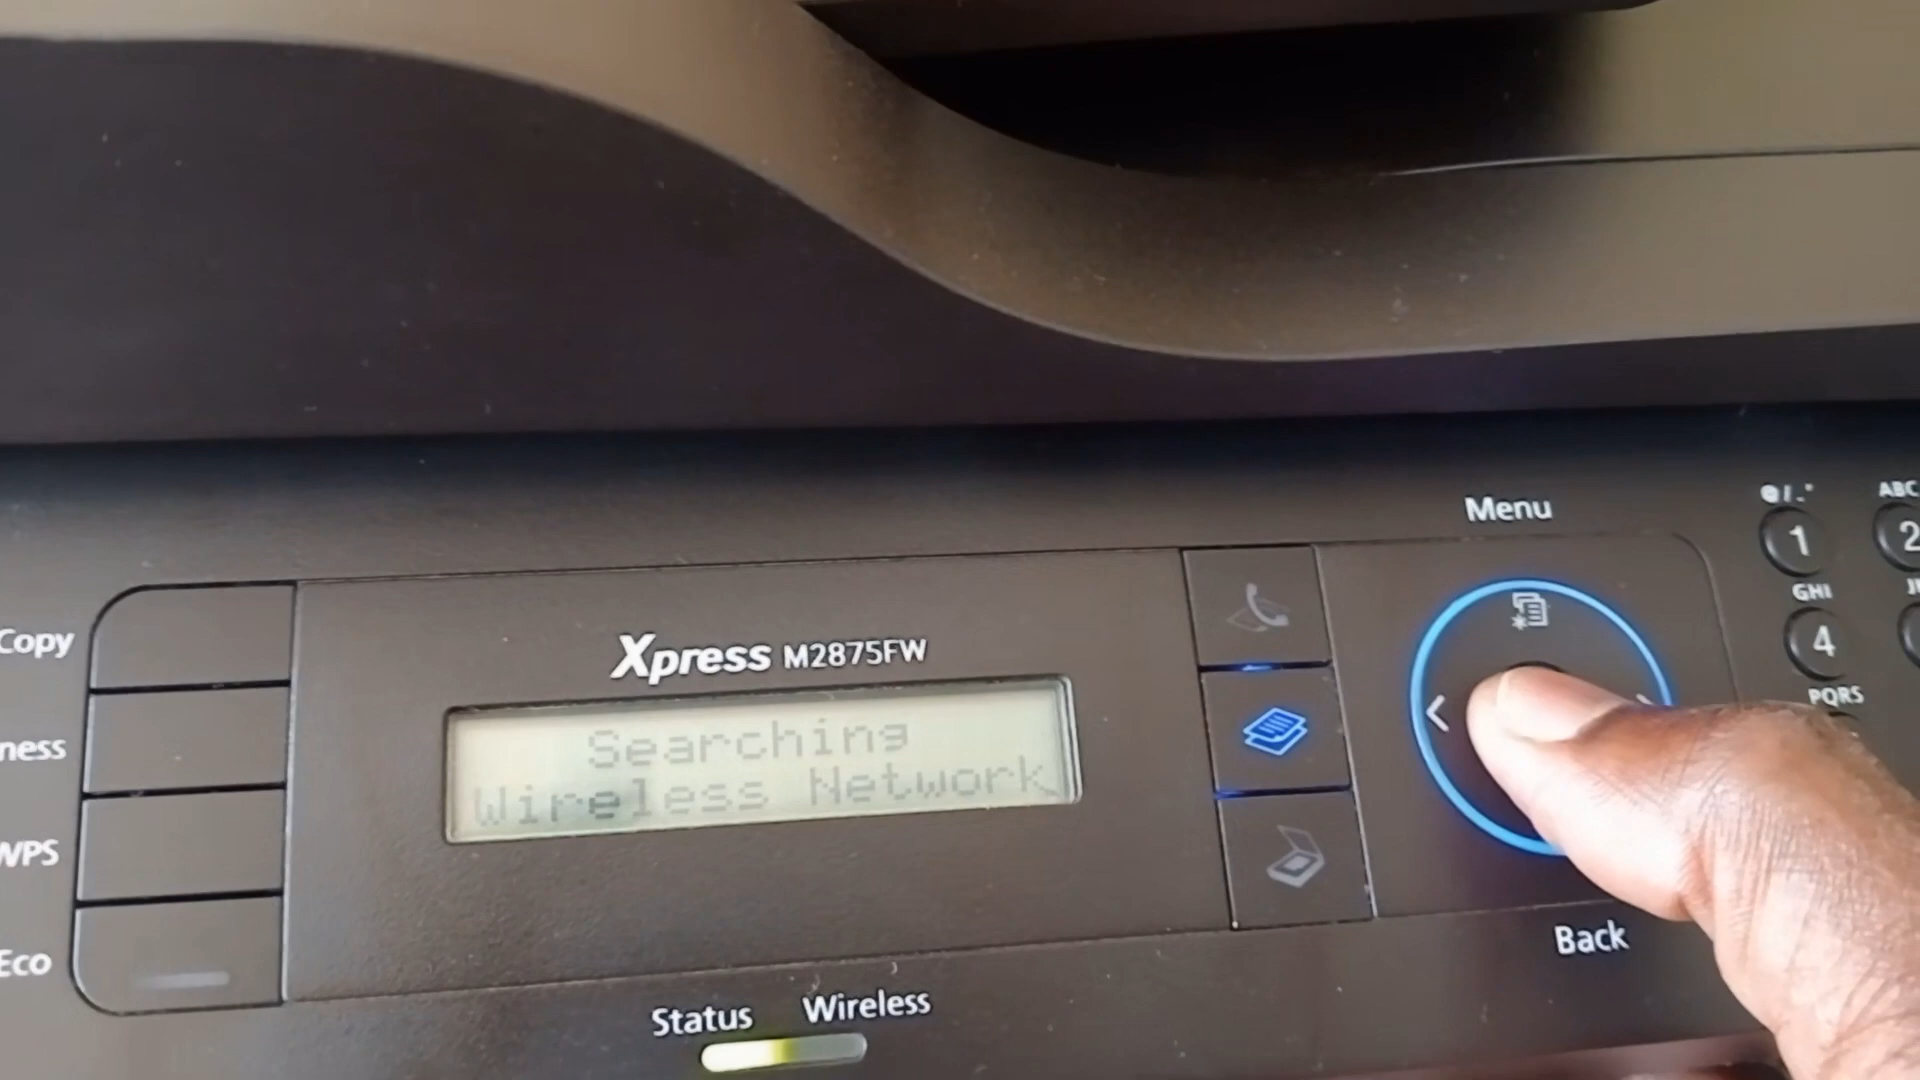 Menu
@/.*
ABC
1
2
GHI
4
PQRS
Copy
Xpress M2875FW
Searching
Wireless Network
ness
WPS
Eco
Back
Status
Wireless